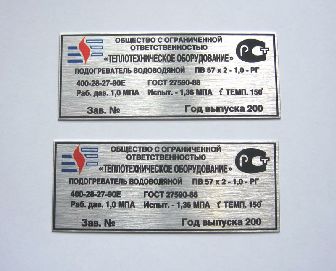 ОБЩЕСТВО С ОГРАНИЧЕННОЙ
ОТВЕТСТВЕННОСТЬЮ
«ТЕПЛОТЕХНИЧЕСКОЕ ОБОРУДОВАНИЕ»
ПОДОГРЕВАТЕЛЬ ВОДОВОДЯНОЙ ПВ 57 х 2 - 1,0 - РГ
400-28-27-90Е ГОСТ 27590-88
Раб. дав. 1,0 МПА Испыт. - 1,36 МПА t° ТЕМП. 150°
Зав. № Год выпуска 200
ОБЩЕСТВО С ОГРАНИЧЕННОЙ
ОТВЕТСТВЕННОСТЬЮ
«ТЕПЛОТЕХНИЧЕСКОЕ ОБОРУДОВАНИЕ»
ПОДОГРЕВАТЕЛЬ ВОДОВОДЯНОЙ ПВ 57 х 2 - 1,0 - РГ
400-28-27-90Е ГОСТ 27590-88
Раб. дав. 1,0 МПА Испыт. - 1,36 МПА t° ТЕМП. 150°
Зав. № Год выпуска 200